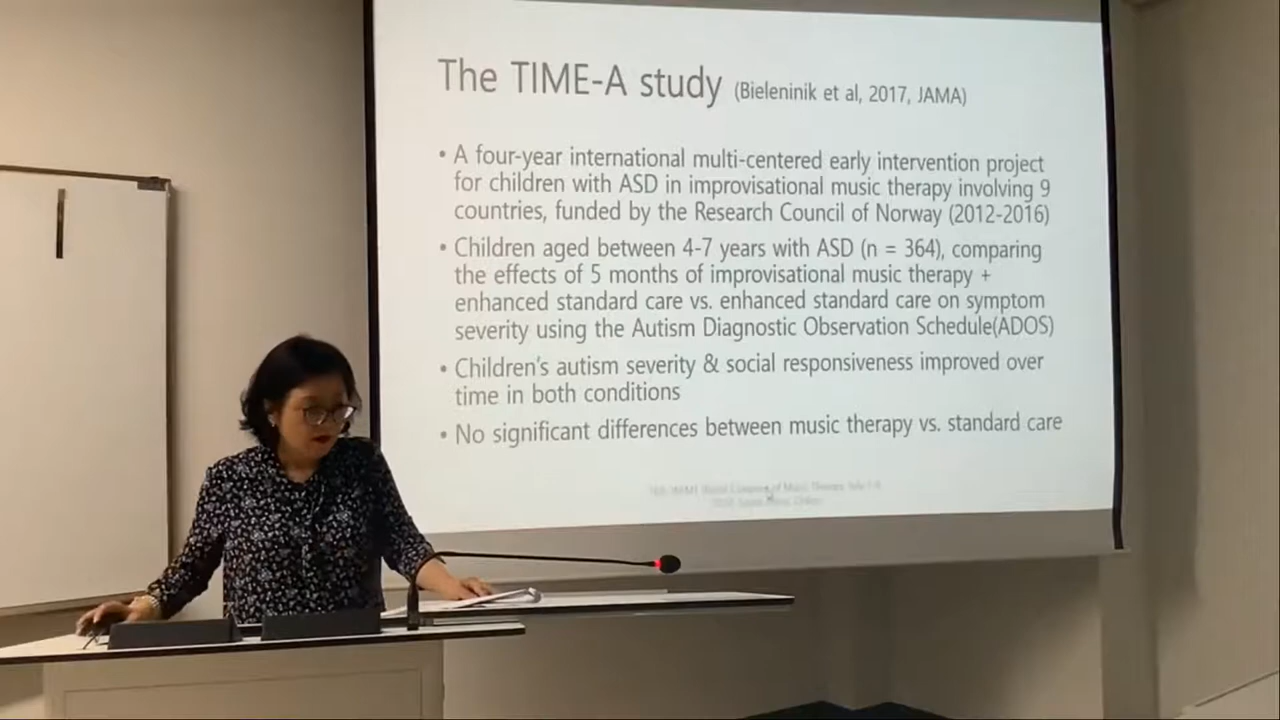 The TIME-A study (Bieleninik et al, 2017, JAMA)
• A four-year international multi-centered early intervention project
for children with ASD in improvisational music therapy involving 9
countries, funded by the Research Council of Norway (2012-2016)
• Children aged between 4-7 years with ASD (n = 364), comparing
the effects of 5 months of improvisational music therapy +
enhanced standard care vs. enhanced standard care on symptom
severity using the Autism Diagnostic Observation Schedule(ADOS)
• Children's autism severity & social responsiveness improved over
time in both conditions
• No significant differences between music therapy vs. standard care
of Music Therapy